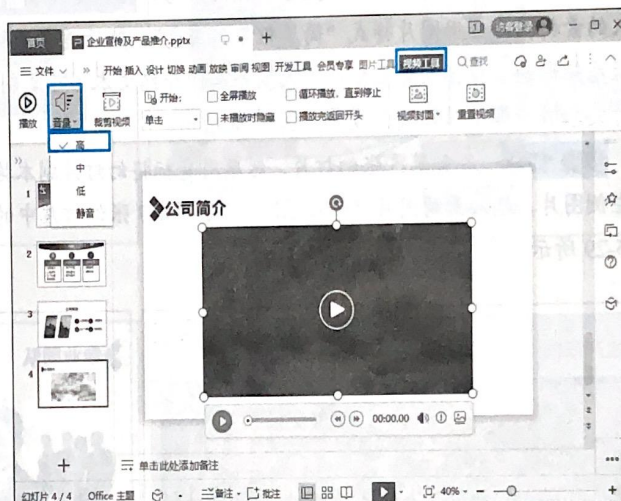 首页 企业宣传及产品推介.pptx + 1 访客登录
文件 » 开始 插入 设计 切换 动画 放映 审阅 视图 开发工具 会员专享 图片工具 视频工具 查找
开始: 全屏播放 循环播放,直到停止
播放 音量 裁剪视频 单击 未播放时隐藏 播放完返回开头 视频封面 重置视频
高
中
低
静音
公司简介
1
2
3
4
00:00.00
单击此处添加备注
幻灯片 4 / 4 Office 主题 备注 批注 40%